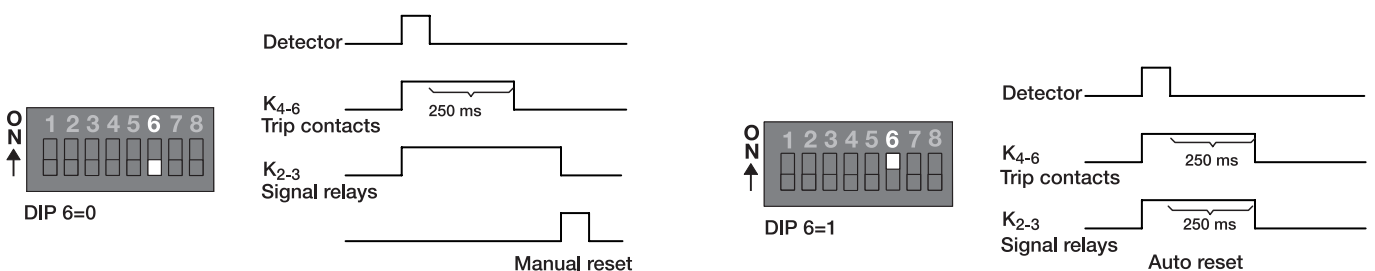 Detector
K4-6
Trip contacts
250 ms
ON
1 2 3 4 5 6 7 8
K2-3
Signal relays
DIP 6=0
Manual reset
Detector
ON
1 2 3 4 5 6 7 8
K4-6
Trip contacts
250 ms
DIP 6=1
K2-3
Signal relays
250 ms
Auto reset